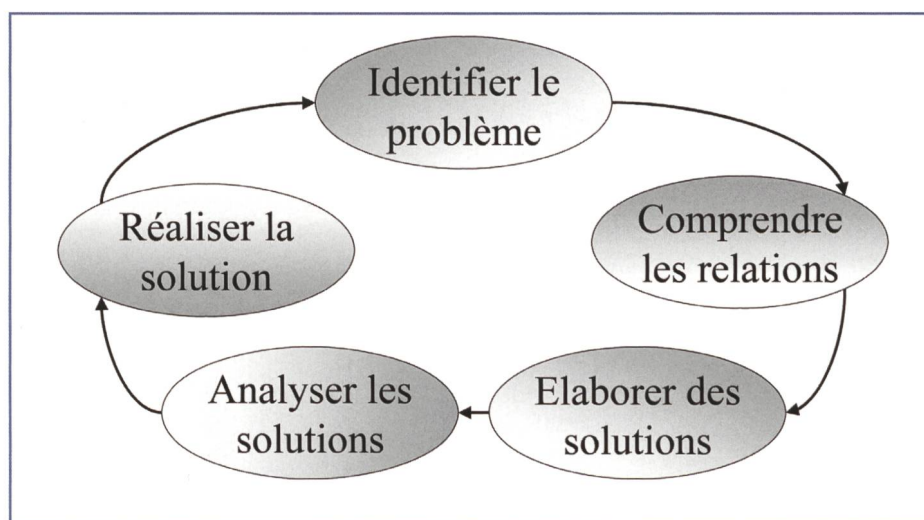 Identifier le
problème
Comprendre
les relations
Elaborer des
solutions
Analyser les
solutions
Réaliser la
solution